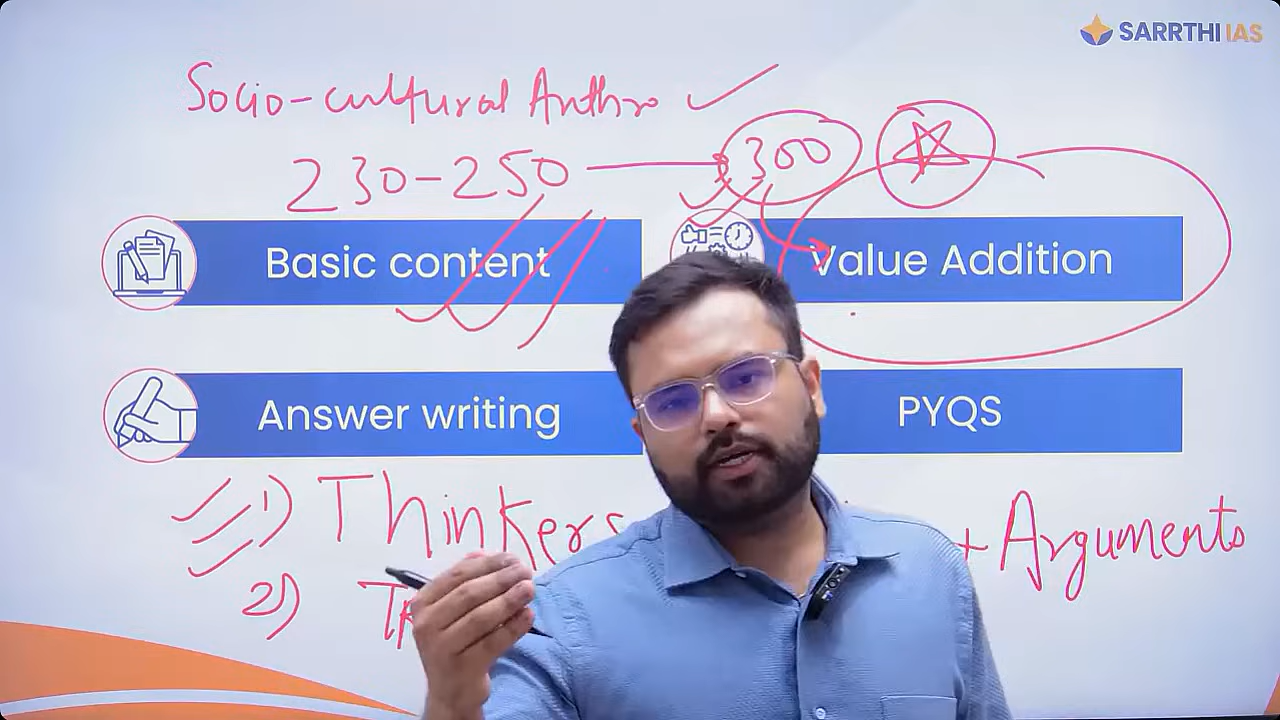 SARRTHI IAS
Socio-cultural Anthro
230-250 300
Basic content
Value Addition
Answer writing
PYQS
1) Thinkers + Arguments
2)